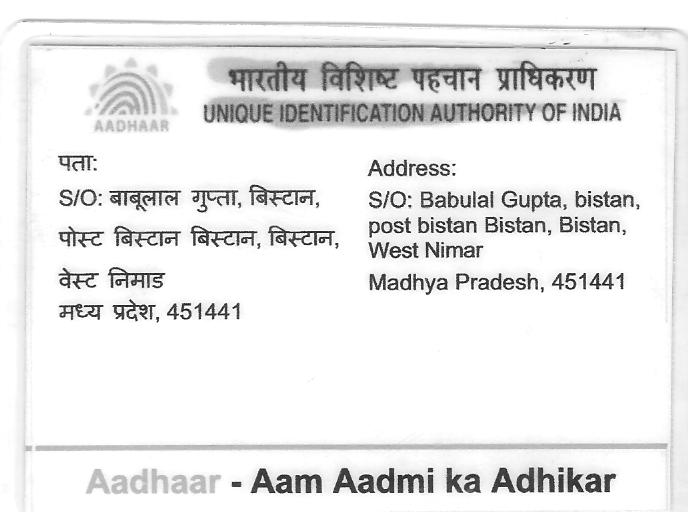 भारतीय विशिष्ट पहचान प्राधिकरण
AADHAAR
UNIQUE IDENTIFICATION AUTHORITY OF INDIA
पता:
S/O: बाबूलाल गुप्ता, बिस्टान,
पोस्ट बिस्टान बिस्टान, बिस्टान,
वेस्ट निमाड
मध्य प्रदेश, 451441
Address:
S/O: Babulal Gupta, bistan,
post bistan Bistan, Bistan,
West Nimar
Madhya Pradesh, 451441
Aadhaar - Aam Aadmi ka Adhikar